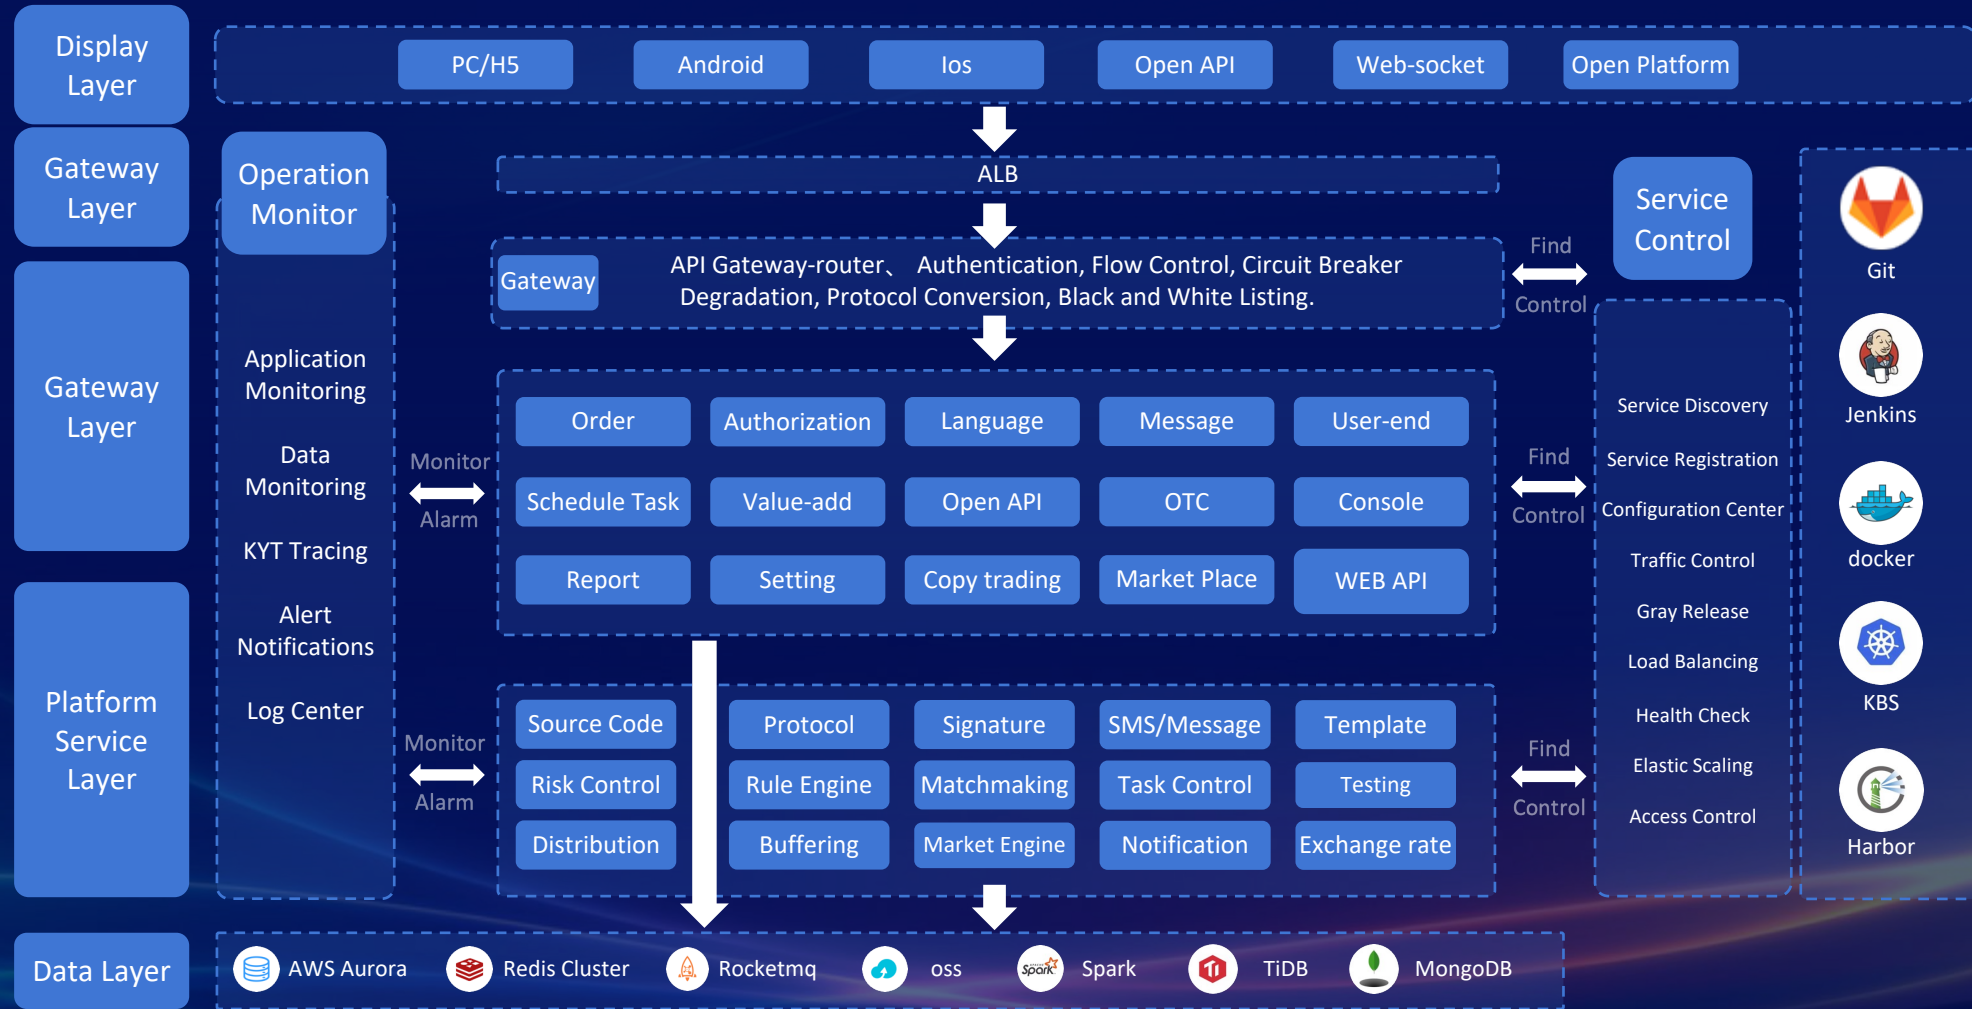 Display
Layer
PC/H5
Android
Ios
Open API
Web-socket
Open Platform
Gateway
Layer
Operation
Monitor
ALB
Service
Control
Gateway
API Gateway-router、 Authentication, Flow Control, Circuit Breaker
Degradation, Protocol Conversion, Black and White Listing.
Find
Control
Git
Gateway
Layer
Application
Monitoring
Data
Monitoring
KYT Tracing
Alert
Notifications
Log Center
Monitor
Alarm
Order
Authorization
Language
Message
User-end
Schedule Task
Value-add
Open API
OTC
Console
Report
Setting
Copy trading
Market Place
WEB API
Find
Control
Service Discovery
Service Registration
Configuration Center
Traffic Control
Gray Release
Load Balancing
Health Check
Elastic Scaling
Access Control
Jenkins
docker
KBS
Harbor
Platform
Service
Layer
Monitor
Alarm
Source Code
Protocol
Signature
SMS/Message
Template
Risk Control
Rule Engine
Matchmaking
Task Control
Testing
Distribution
Buffering
Market Engine
Notification
Exchange rate
Find
Control
Data Layer
AWS Aurora
Redis Cluster
Rocketmq
oss
Spark
Spark
TiDB
MongoDB